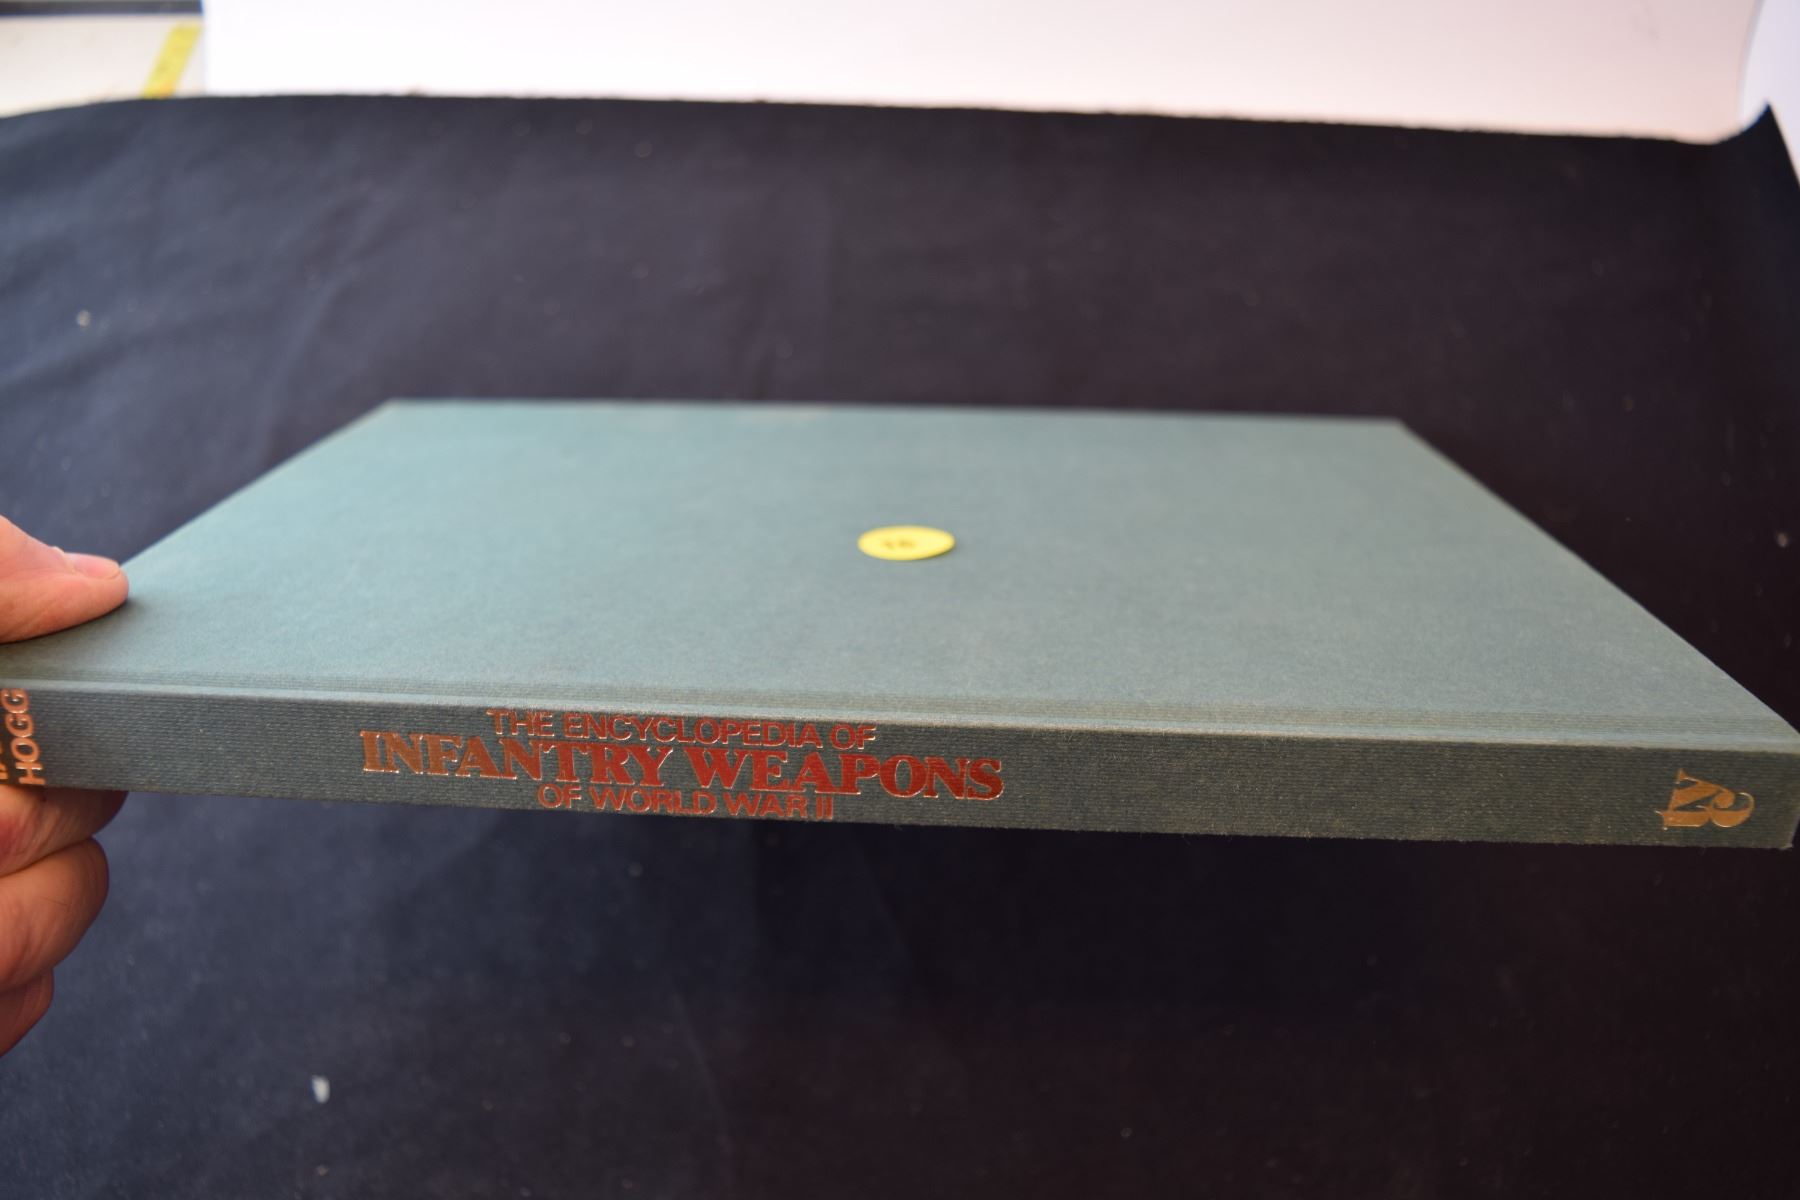 HOGG
THE ENCYCLOPEDIA OF
INFANTRY WEAPONS
OF WORLD WAR II